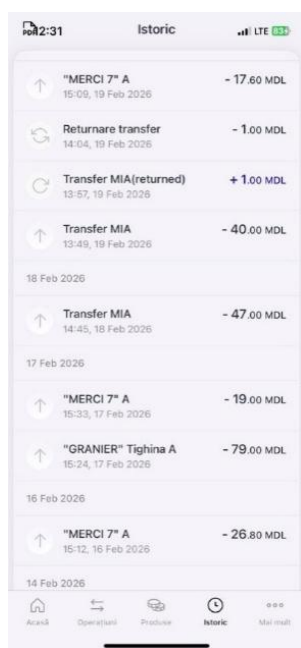 PDF 12:31
LTE
Istoric
"MERCI 7" A
- 17.60 MDL
15:09, 19 Feb 2026
Returnare transfer
- 1.00 MDL
14:04, 19 Feb 2026
Transfer MIA(returned)
+ 1.00 MDL
13:57, 19 Feb 2026
Transfer MIA
- 40.00 MDL
13:49, 19 Feb 2026
18 Feb 2026
Transfer MIA
- 47.00 MDL
14:45, 18 Feb 2026
17 Feb 2026
"MERCI 7" A
- 19.00 MDL
15:33, 17 Feb 2026
"GRANIER" Tighina A
- 79.00 MDL
15:24, 17 Feb 2026
16 Feb 2026
"MERCI 7" A
- 26.80 MDL
15:12, 16 Feb 2026
14 Feb 2026
Acasă
Operațiuni
Produse
Istoric
Mai mult